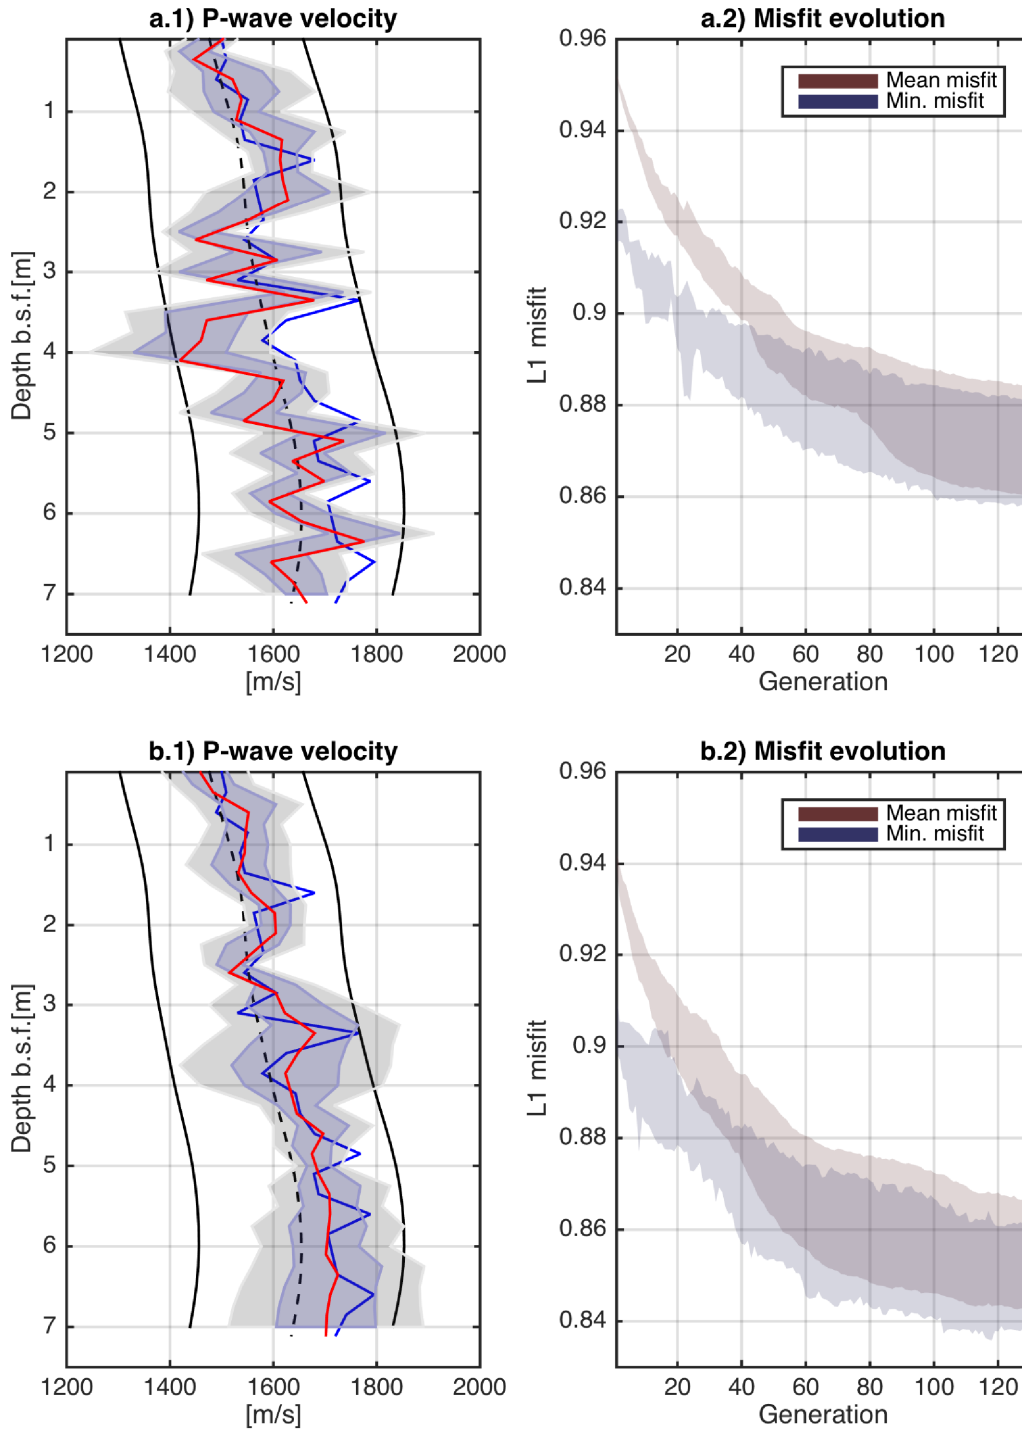 a.1) P-wave velocity
1
2
3
4
5
6
7
Depth b.s.f.[m]
1200 1400 1600 1800 2000
[m/s]
a.2) Misfit evolution
0.96
0.94
0.92
0.9
0.88
0.86
0.84
L1 misfit
Mean misfit
Min. misfit
20 40 60 80 100 120
Generation
b.1) P-wave velocity
1
2
3
4
5
6
7
Depth b.s.f.[m]
1200 1400 1600 1800 2000
[m/s]
b.2) Misfit evolution
0.96
0.94
0.92
0.9
0.88
0.86
0.84
L1 misfit
Mean misfit
Min. misfit
20 40 60 80 100 120
Generation